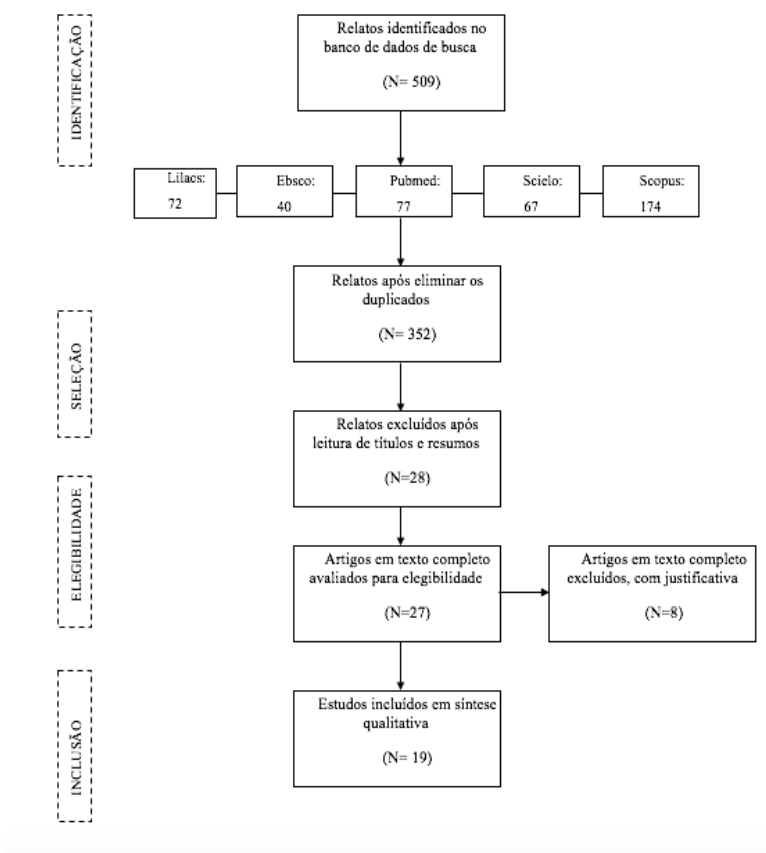 IDENTIFICAÇÃO
Relatos identificados no
banco de dados de busca
(N= 509)
Lilacs:
72
Ebsco:
40
Pubmed:
77
Scielo:
67
Scopus:
174
Relatos após eliminar os
duplicados
(N= 352)
SELEÇÃO
Relatos excluídos após
leitura de títulos e resumos
(N=28)
ELEGIBILIDADE
Artigos em texto completo
avaliados para elegibilidade
(N=27)
Artigos em texto completo
excluídos, com justificativa
(N=8)
INCLUSÃO
Estudos incluídos em síntese
qualitativa
(N= 19)